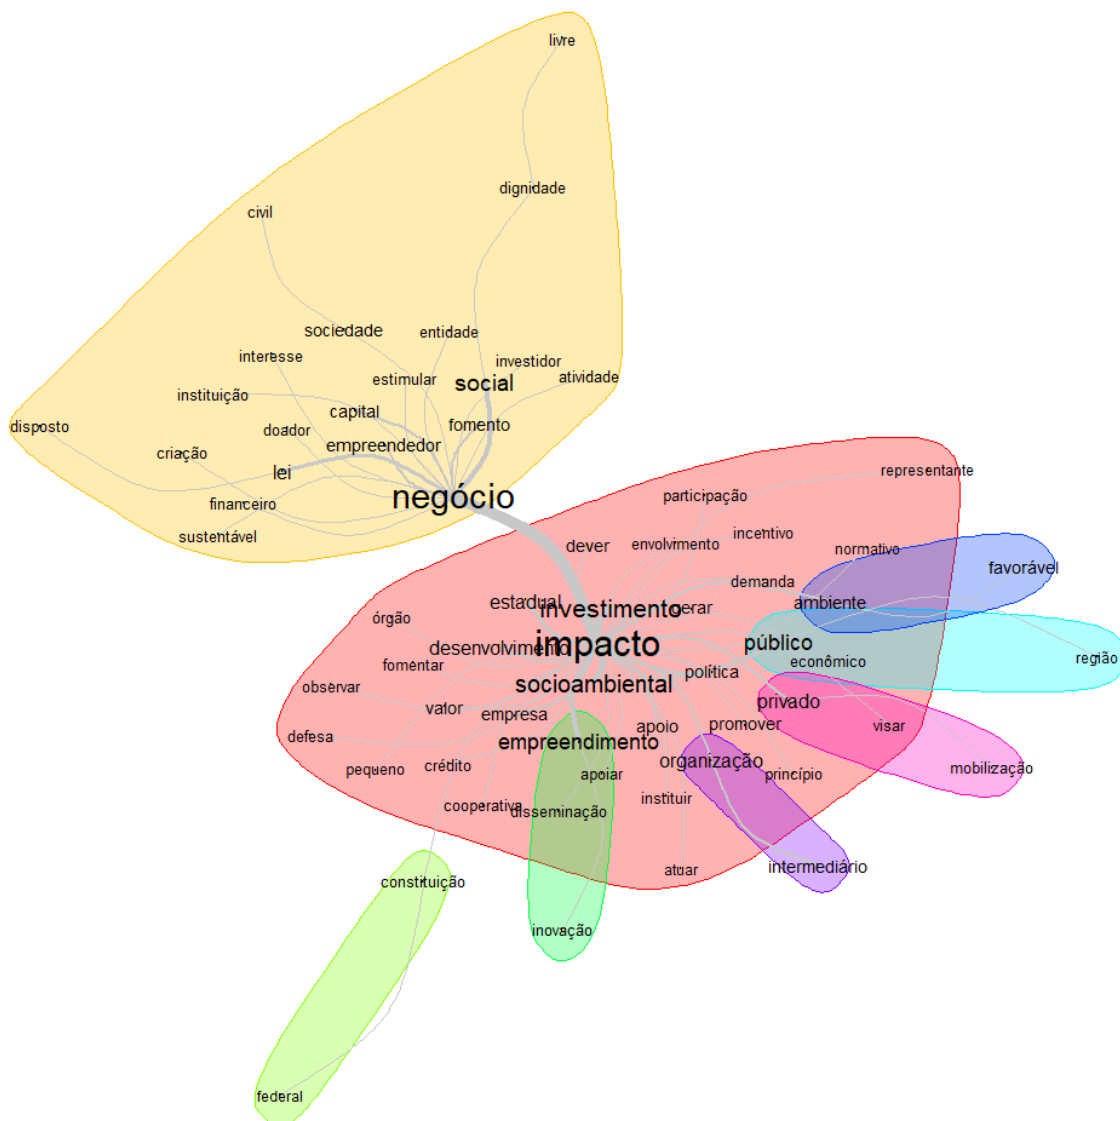 livre
dignidade
civil
sociedade
entidade
interesse
investidor
estimular
social
atividade
instituição
capital
fomento
disposto
doador
criação
empreendedor
lei
financeiro
negócio
sustentável
representante
participação
incentivo
dever
envolvimento
normativo
favorável
demanda
ambiente
estadual
investimento
gerar
órgão
desenvolvimento
impacto
público
econômico
região
fomentar
política
observar
socioambiental
valor
empresa
privado
defesa
apoio
promover
visar
empreendimento
organização
pequeno
crédito
apoiar
princípio
mobilização
cooperativa
disseminação
instituir
atuar
intermediário
constituição
inovação
federal